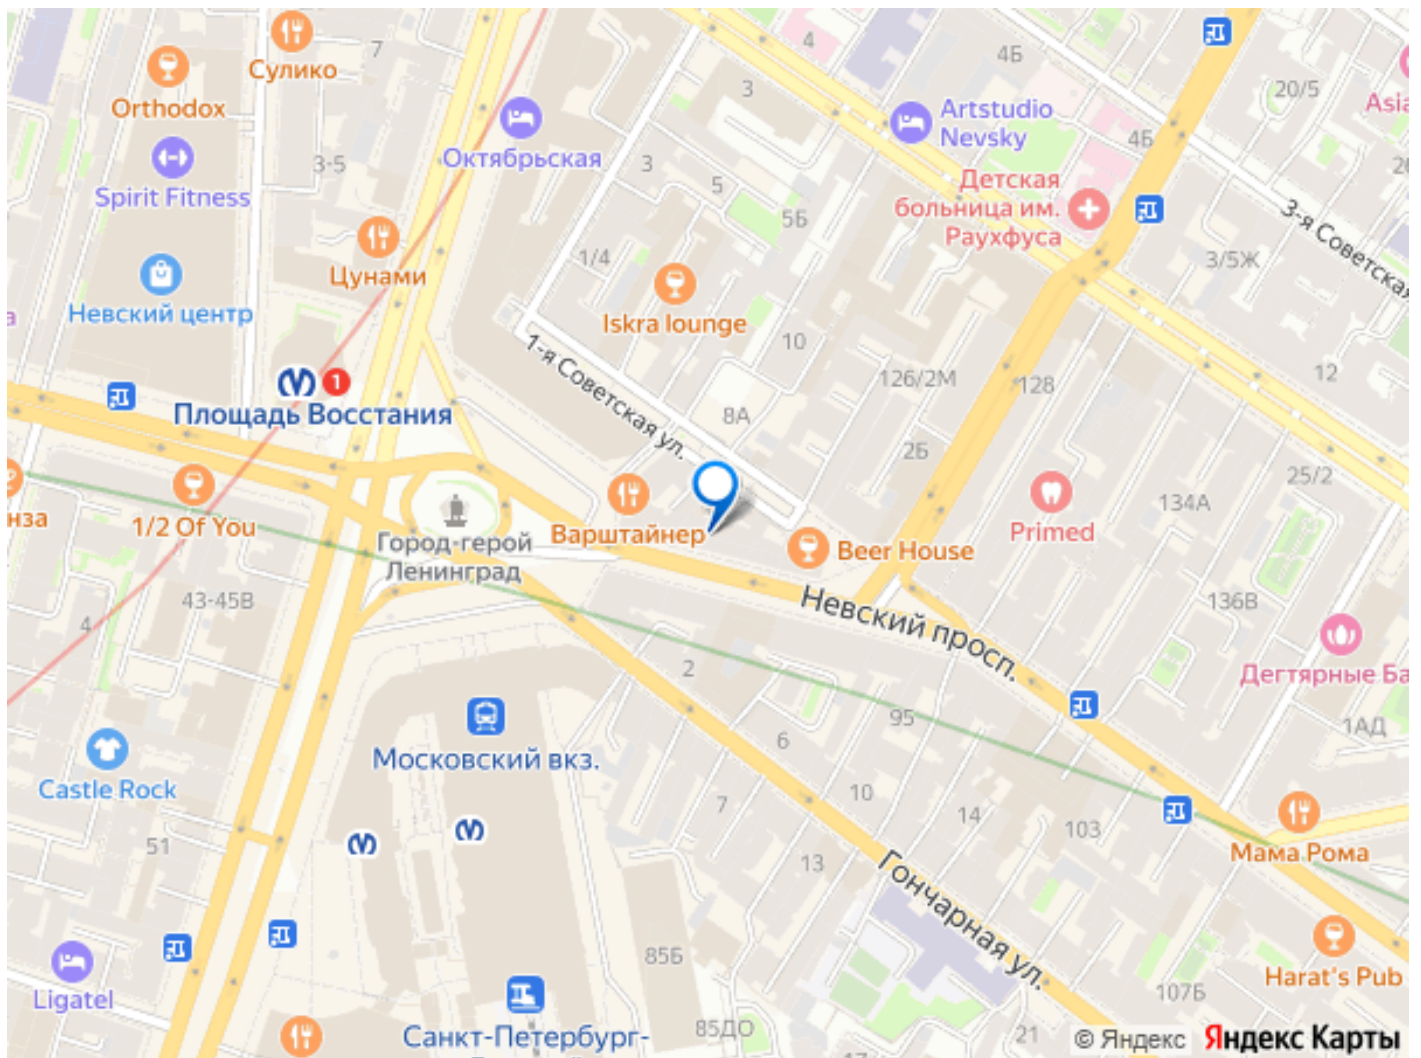 Сулико
7
4
4Б
3
20/5
Asia
Orthodox
Artstudio
Nevsky
4Б
Октябрьская
3-5
3
5
5Б
Spirit Fitness
Детская
больница им.
Раухфуса
3-я Советская
Цунами
1/4
3/5Ж
Невский центр
Iskra lounge
1-я Советская ул.
10
126/2М
128
12
1
Площадь Восстания
8А
2Б
25/2
1/2 Of You
Варштайнер
Beer House
Primed
134А
Город-герой
Ленинград
43-45В
4
Невский просп.
136В
2
Дегтярные Ба
95
1АД
6
Московский вкз.
Castle Rock
7
10
14
103
Мама Рома
51
13
Гончарная ул.
85Б
Harat's Pub
Ligatel
107Б
Санкт-Петербург-
85ДО
21
17
© Яндекс Яндекс Карты